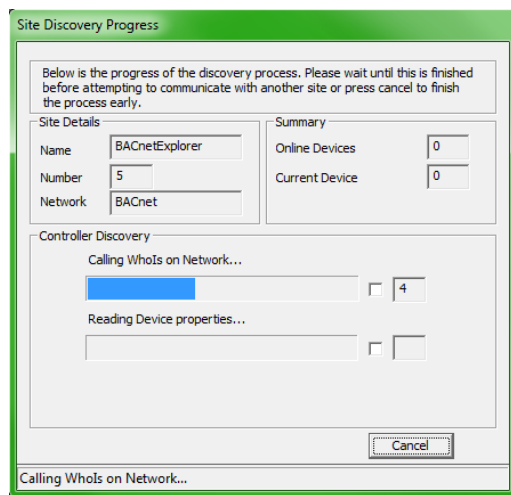 Site Discovery Progress
Below is the progress of the discovery process. Please wait until this is finished
before attempting to communicate with another site or press cancel to finish
the process early.
Site Details
Name
BACnetExplorer
Number
5
Network
BACnet
Summary
Online Devices
0
Current Device
0
Controller Discovery
Calling WhoIs on Network...
4
Reading Device properties...
Cancel
Calling WhoIs on Network...